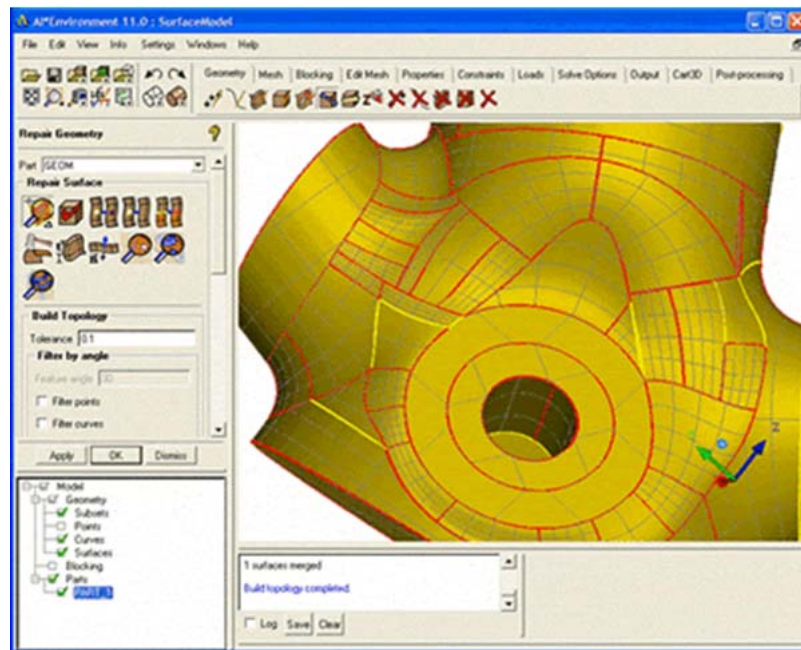 AI*Environment 11.0 : SurfaceModel
File Edit View Info Settings Windows Help
Geometry Mesh Blocking Edit Mesh Properties Constraints Loads Solve Options Output Cart3D Post-processing
Repair Geometry
Part GEOM
Repair Surface
Build Topology
Tolerance 0.1
Filter by angle
Feature angle 30
Filter points
Filter curves
Apply OK Dismiss
Model
Geometry
Subsets
Points
Curves
Surfaces
Blocking
Parts
PART_1
1 surfaces merged
Build topology completed.
Log Save Clear